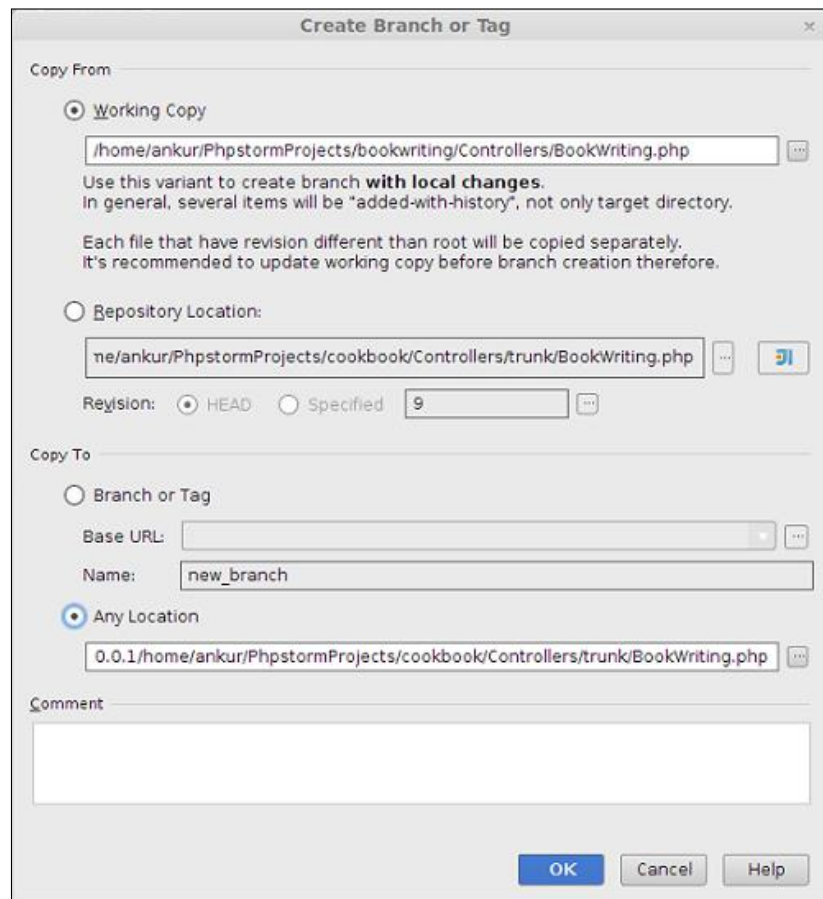 Create Branch or Tag
Copy From
Working Copy
/home/ankur/PhpstormProjects/bookwriting/Controllers/BookWriting.php
Use this variant to create branch with local changes.
In general, several items will be "added-with-history", not only target directory.
Each file that have revision different than root will be copied separately.
It's recommended to update working copy before branch creation therefore.
Repository Location:
ne/ankur/PhpstormProjects/cookbook/Controllers/trunk/BookWriting.php
Revision: HEAD Specified 9
Copy To
Branch or Tag
Base URL:
Name: new_branch
Any Location
0.0.1/home/ankur/PhpstormProjects/cookbook/Controllers/trunk/BookWriting.php
Comment
OK Cancel Help